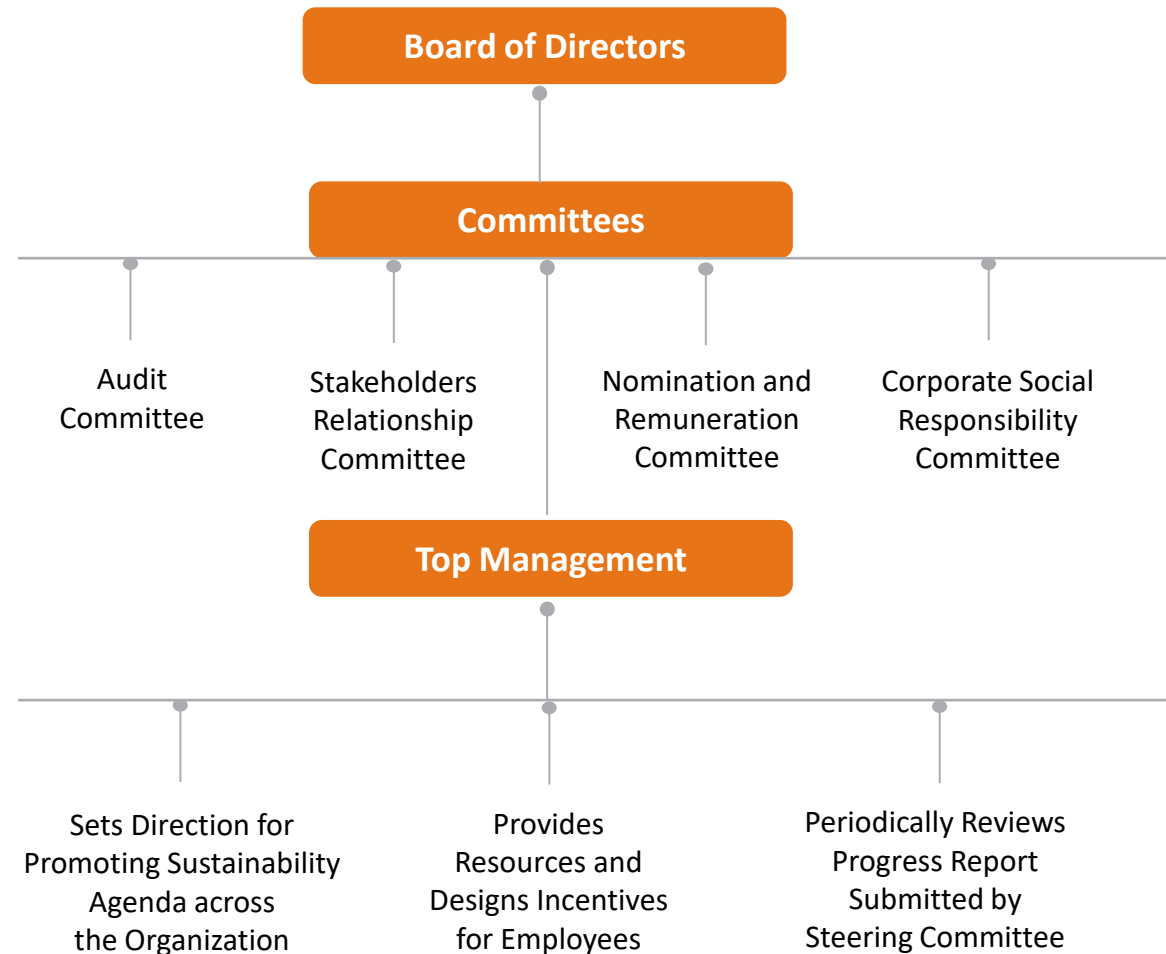 Board of Directors
Committees
Audit
Committee
Stakeholders
Relationship
Committee
Nomination and
Remuneration
Committee
Corporate Social
Responsibility
Committee
Top Management
Sets Direction for
Promoting Sustainability
Agenda across
the Organization
Provides
Resources and
Designs Incentives
for Employees
Periodically Reviews
Progress Report
Submitted by
Steering Committee